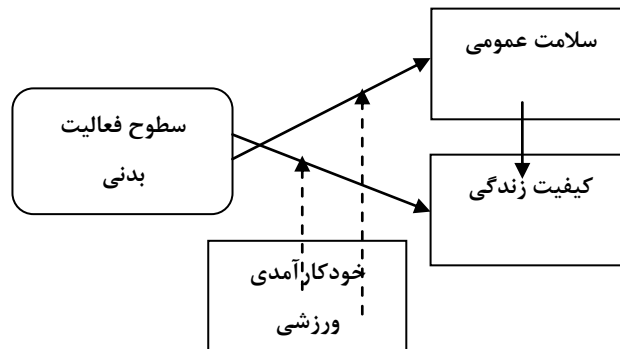 سلامت عمومی
سطوح فعالیت
بدنی
کیفیت زندگی
خودکارآمدی
ورزشی